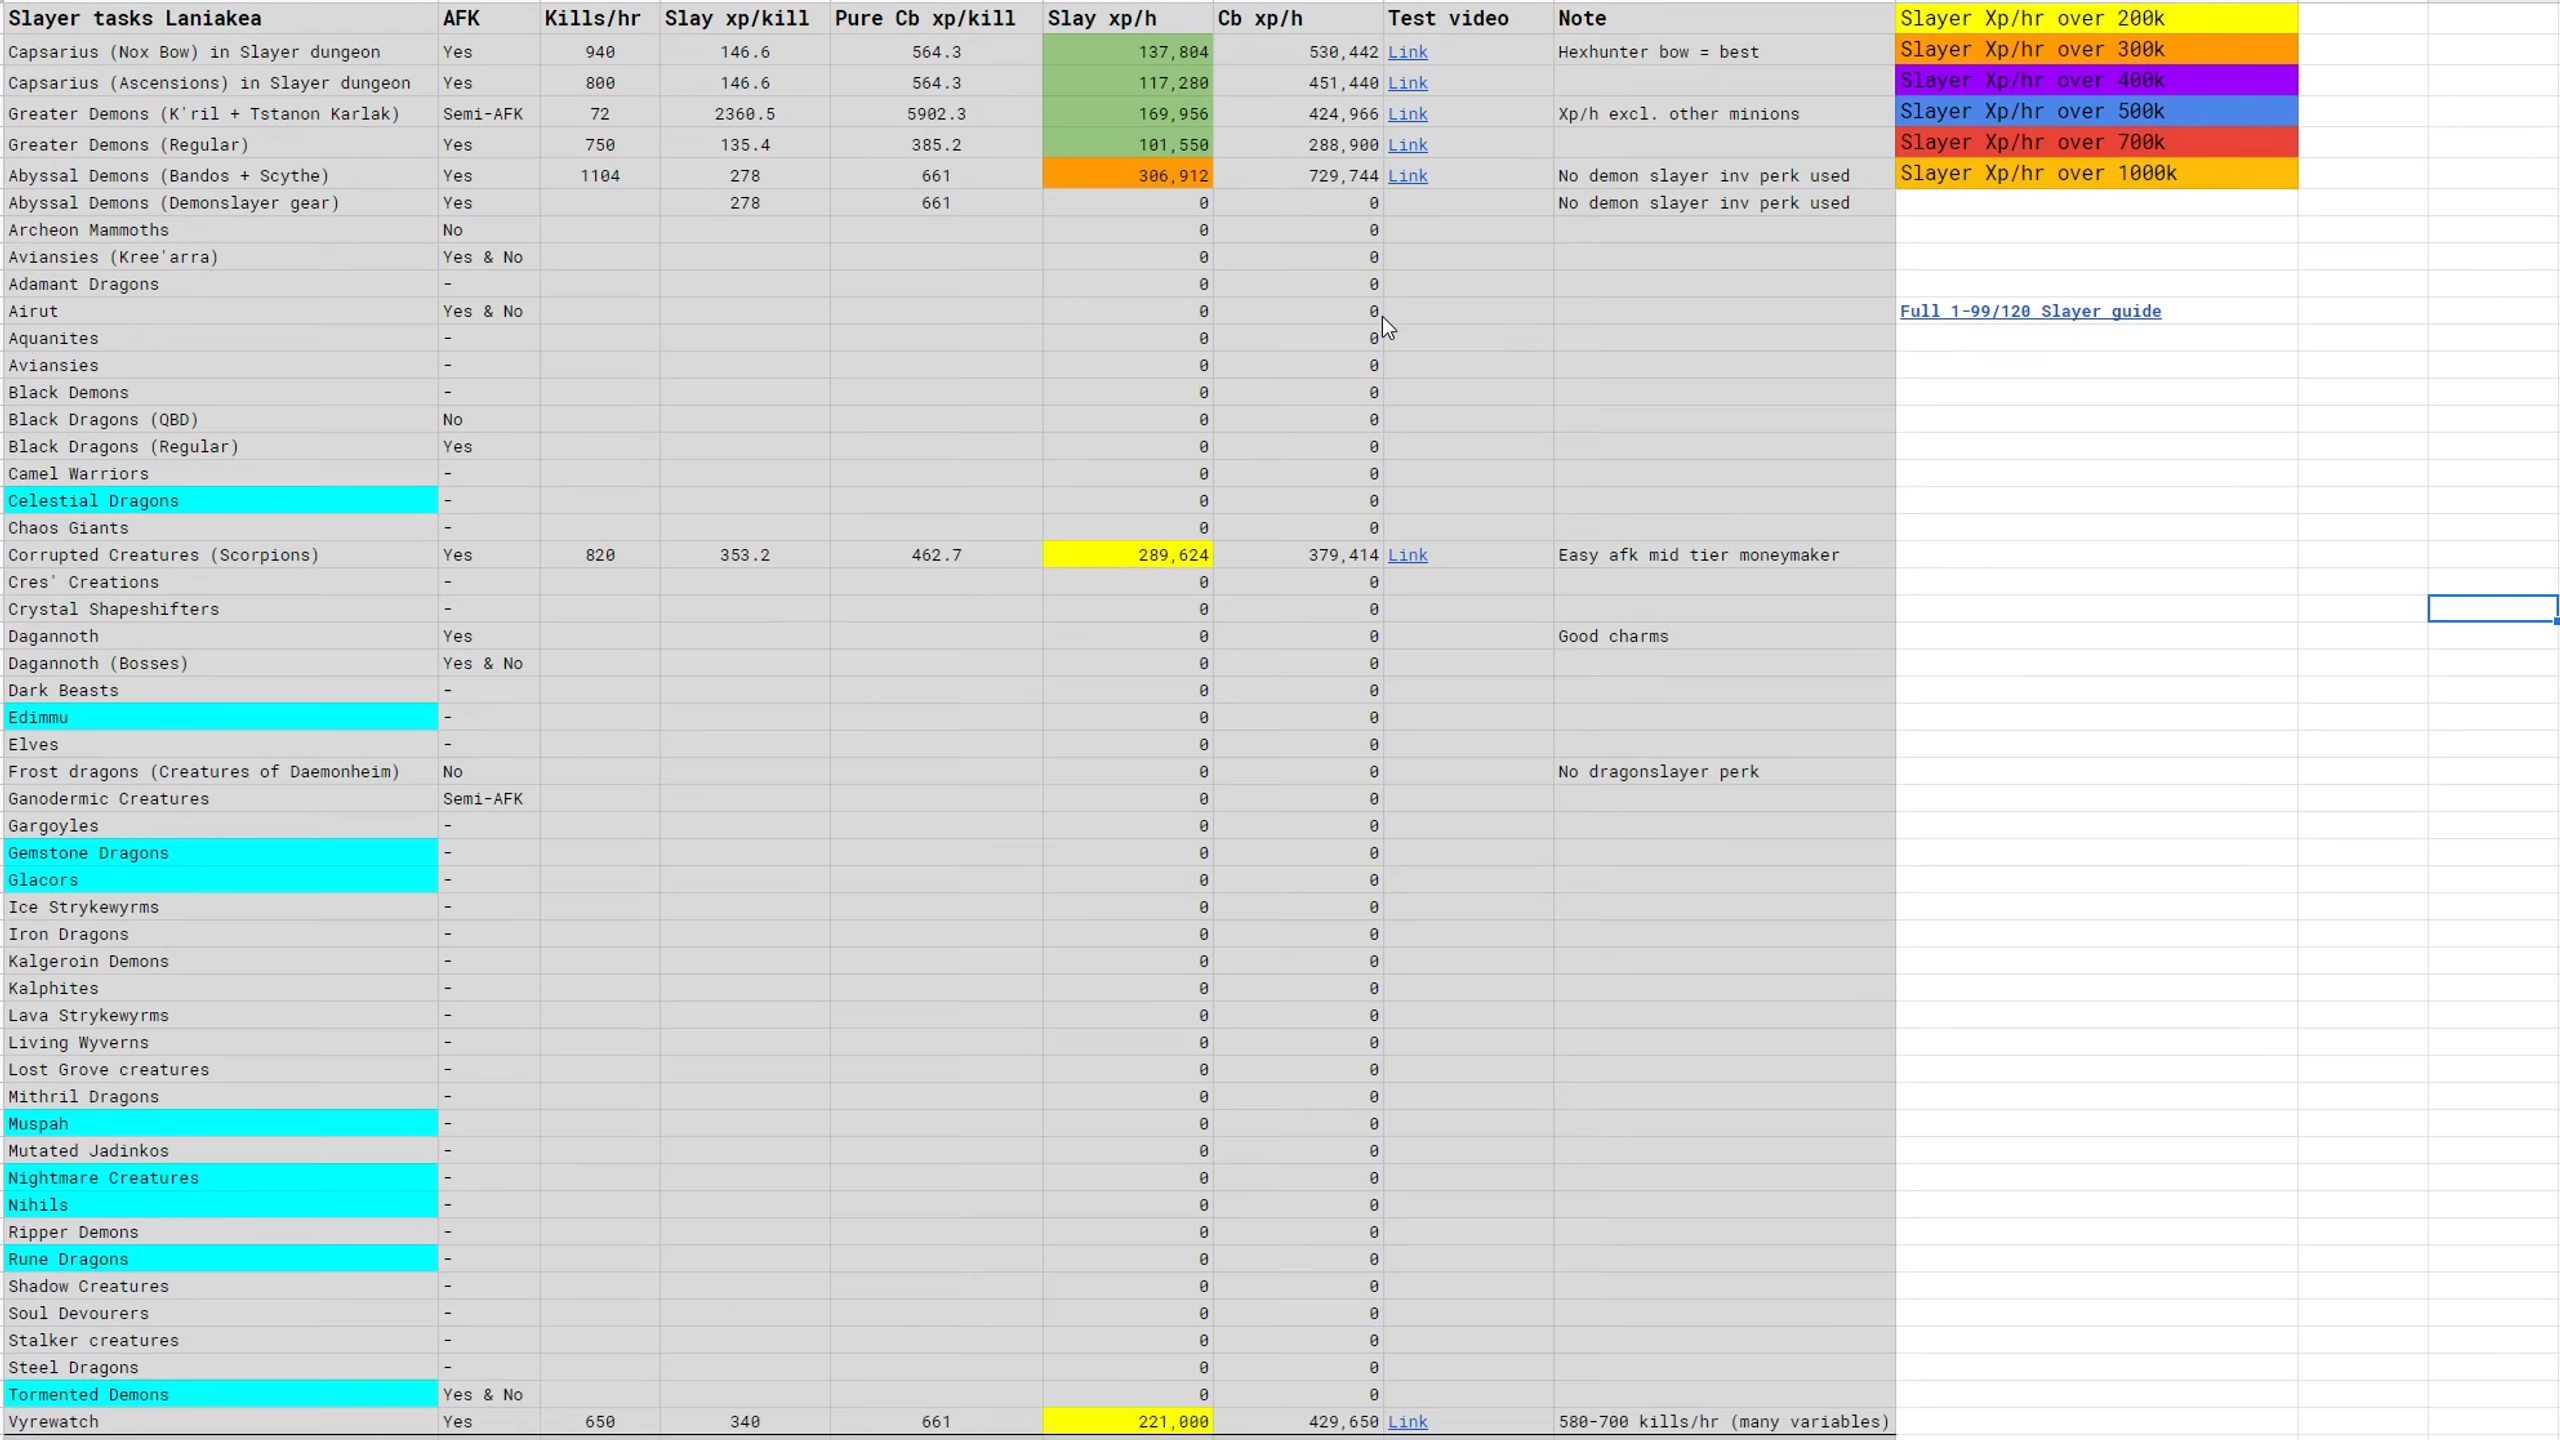 Slayer tasks Laniakea AFK Kills/hr Slay xp/kill Pure Cb xp/kill Slay xp/h Cb xp/h Test video Note Slayer Xp/hr over 200k
Capsarius (Nox Bow) in Slayer dungeon Yes 940 146.6 564.3 137,804 530,442 Link Hexhunter bow = best Slayer Xp/hr over 300k
Capsarius (Ascensions) in Slayer dungeon Yes 800 146.6 564.3 117,280 451,440 Link Slayer Xp/hr over 400k
Greater Demons (K'ril + Tstanon Karlak) Semi-AFK 72 2360.5 5902.3 169,956 424,966 Link Xp/h excl. other minions Slayer Xp/hr over 500k
Greater Demons (Regular) Yes 750 135.4 385.2 101,550 288,900 Link Slayer Xp/hr over 700k
Abyssal Demons (Bandos + Scythe) Yes 1104 278 661 306,912 729,744 Link No demon slayer inv perk used Slayer Xp/hr over 1000k
Abyssal Demons (Demonslayer gear) Yes 278 661 0 0 No demon slayer inv perk used
Archeon Mammoths No 0 0
Aviansies (Kree'arra) Yes & No 0 0
Adamant Dragons - 0 0
Airut Yes & No 0 0 Full 1-99/120 Slayer guide
Aquanites - 0 0
Aviansies - 0 0
Black Demons - 0 0
Black Dragons (QBD) No 0 0
Black Dragons (Regular) Yes 0 0
Camel Warriors - 0 0
Celestial Dragons - 0 0
Chaos Giants - 0 0
Corrupted Creatures (Scorpions) Yes 820 353.2 462.7 289,624 379,414 Link Easy afk mid tier moneymaker
Cres' Creations - 0 0
Crystal Shapeshifters - 0 0
Dagannoth Yes 0 0 Good charms
Dagannoth (Bosses) Yes & No 0 0
Dark Beasts - 0 0
Edimmu - 0 0
Elves - 0 0
Frost dragons (Creatures of Daemonheim) No 0 0 No dragonslayer perk
Ganodermic Creatures Semi-AFK 0 0
Gargoyles - 0 0
Gemstone Dragons - 0 0
Glacors - 0 0
Ice Strykewyrms - 0 0
Iron Dragons - 0 0
Kalgeroin Demons - 0 0
Kalphites - 0 0
Lava Strykewyrms - 0 0
Living Wyverns - 0 0
Lost Grove creatures - 0 0
Mithril Dragons - 0 0
Muspah - 0 0
Mutated Jadinkos - 0 0
Nightmare Creatures - 0 0
Nihils - 0 0
Ripper Demons - 0 0
Rune Dragons - 0 0
Shadow Creatures - 0 0
Soul Devourers - 0 0
Stalker creatures - 0 0
Steel Dragons - 0 0
Tormented Demons Yes & No 0 0
Vyrewatch Yes 650 340 661 221,000 429,650 Link 580-700 kills/hr (many variables)